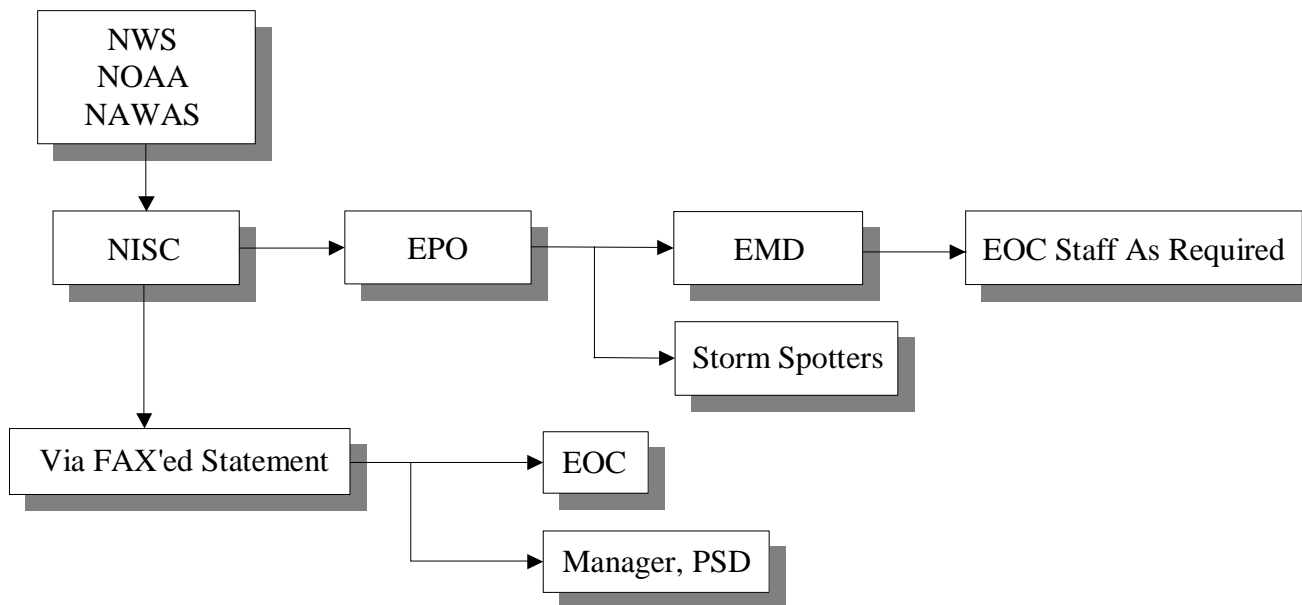 NWS
NOAA
NAWAS
NISC
EPO
EMD
EOC Staff As Required
Storm Spotters
Via FAX'ed Statement
EOC
Manager, PSD